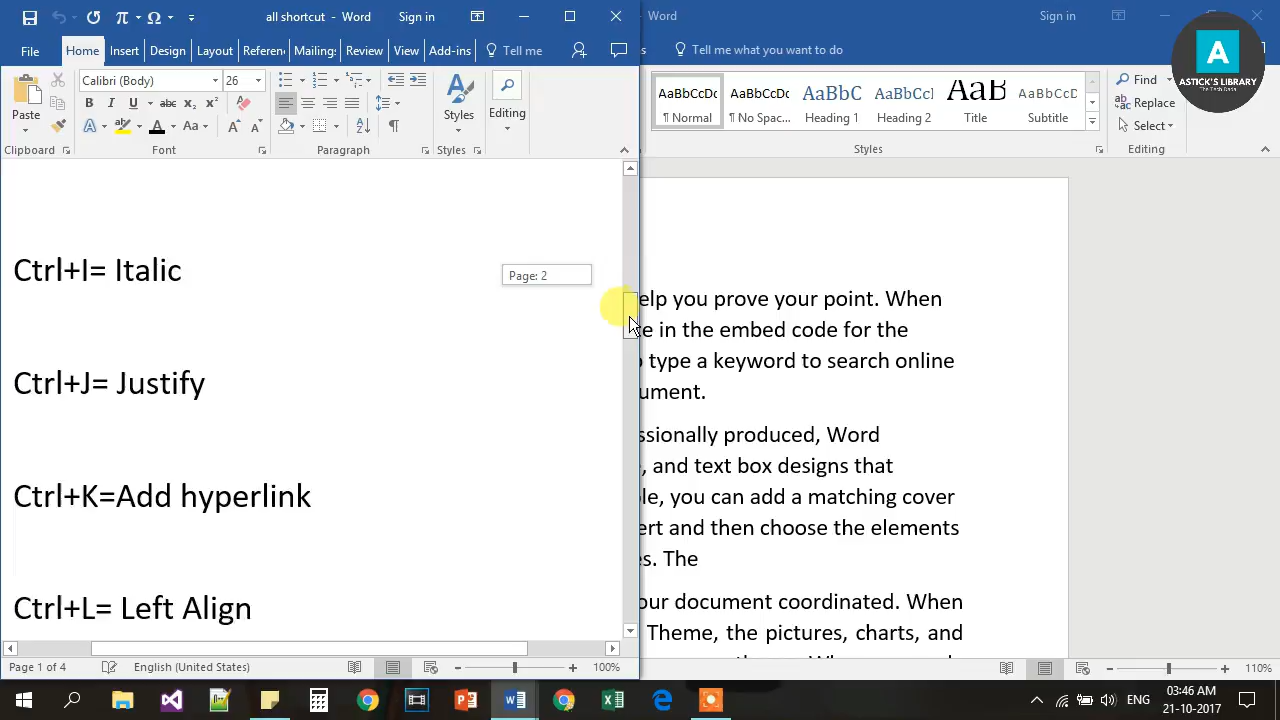 all shortcut - Word
Sign in
Word
Sign in
File
Home
Insert
Design
Layout
Referen
Mailing:
Review
View
Add-ins
Tell me
Tell me what you want to do
A
ASTICK'S LIBRARY
Calibri (Body)
26
Paste
Styles
Editing
Clipboard
Font
Paragraph
Styles
AaBbCcDc
¶ Normal
AaBbCcDc
¶ No Spac...
AaBbC
Heading 1
AaBbCcI
Heading 2
AaB
Title
AaBbCcD
Subtitle
Styles
Find
Replace
Select
Editing
Ctrl+I= Italic
Ctrl+J= Justify
Ctrl+K=Add hyperlink
Ctrl+L= Left Align
Page: 2
elp you prove your point. When
e in the embed code for the
type a keyword to search online
ument.
ssionally produced, Word
, and text box designs that
ple, you can add a matching cover
ert and then choose the elements
es. The
our document coordinated. When
Theme, the pictures, charts, and
Page 1 of 4
English (United States)
100%
110%
ENG
03:46 AM
21-10-2017